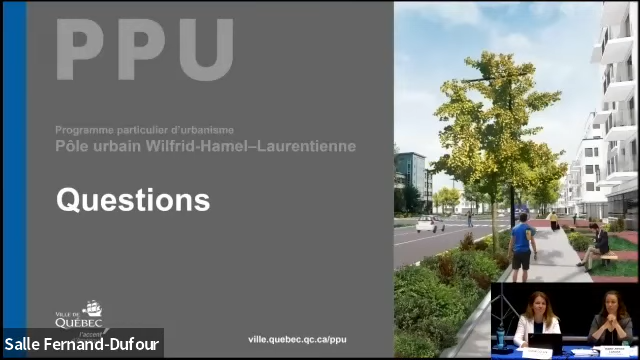 PPU
Programme particulier d'urbanisme
Pôle urbain Wilfrid-Hamel–Laurentienne
Questions
VILLE DE
QUÉBEC
l'accent
ville.quebec.qc.ca/ppu
Salle Fernand-Dufour